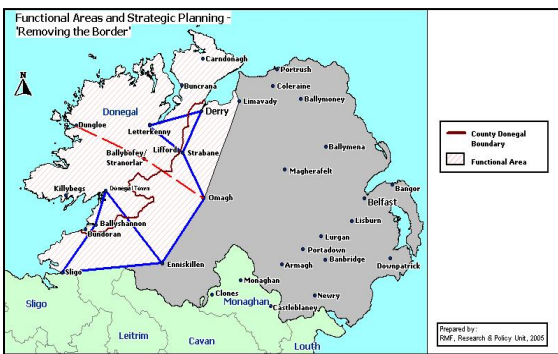 Functional Areas and Strategic Planning -
'Removing the Border'
N
Carndonagh
Buncrana
Portrush
Coleraine
Limavady
Ballymoney
Derry
Donegal
Dungloe
Letterkenny
Lifford
Strabane
Ballybofey/
Stranorlar
Ballymena
Magherafelt
Killybegs
Donegal Town
Omagh
Bangor
Belfast
Ballyshannon
Bundoran
Lisburn
Lurgan
Portadown
Banbridge
Downpatrick
Armagh
Enniskillen
Sligo
Monaghan
Clones
Monaghan
Newry
Castleblaney
Sligo
Leitrim
Cavan
Louth
County Donegal
Boundary
Functional Area
Prepared by:
RMF, Research & Policy Unit, 2005